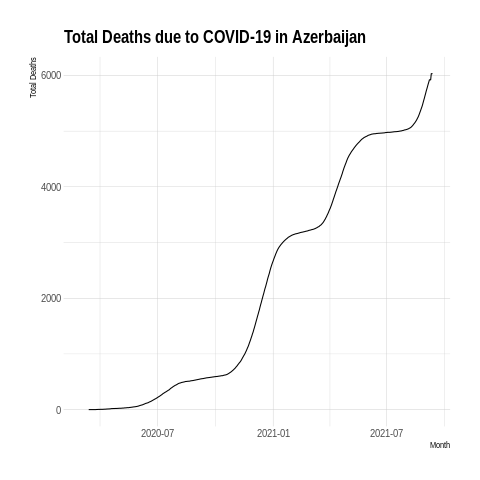 Total Deaths due to COVID-19 in Azerbaijan
Total Deaths
6000
4000
2000
0
2020-07
2021-01
2021-07
Month